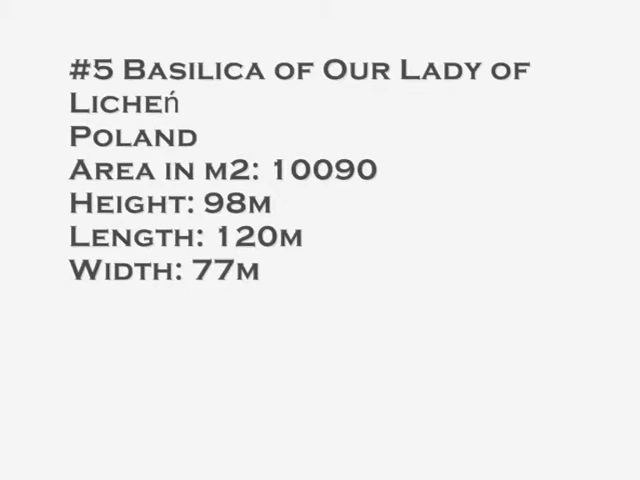 #5 Basilica of Our Lady of
Licheń
Poland
Area in m2: 10090
Height: 98m
Length: 120m
Width: 77m